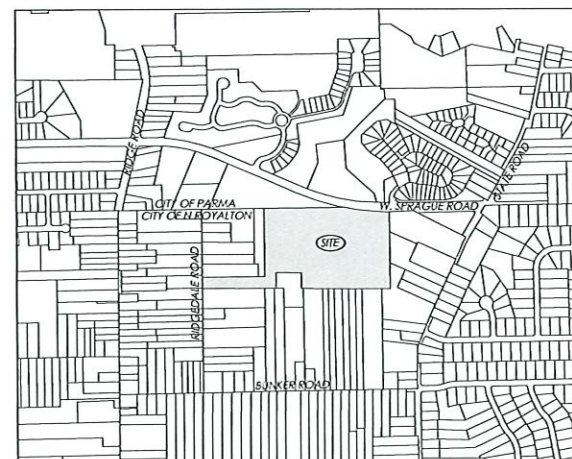 RIDGE ROAD
STATE ROAD
CITY OF PARMA
CITY OF N.ROYALTON
W. SPRAGUE ROAD
SITE
RIDGEDALE ROAD
BUNKER ROAD